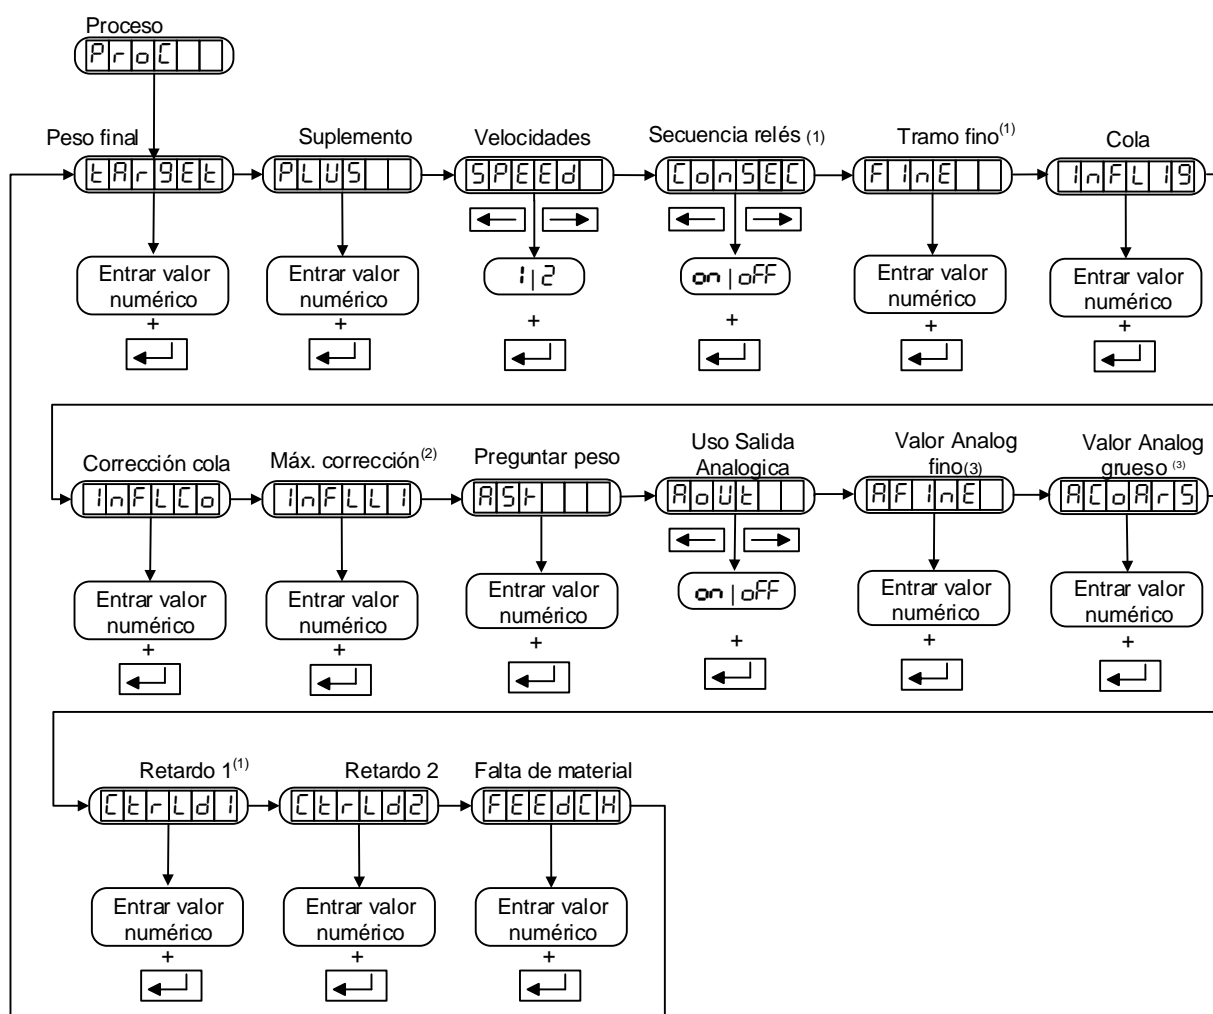 Proceso
ProC
Peso final
tArgEt
Suplemento
PLUS
Velocidades
SPEEd
Secuencia relés (1)
ConSEC
Tramo fino(1)
FInE
Cola
InFLIg
1|2
on|oFF
Entrar valor
numérico
+
Entrar valor
numérico
+
+
+
Entrar valor
numérico
+
Entrar valor
numérico
+
Corrección cola
InFLCo
Máx. corrección(2)
InFLLI
Preguntar peso
ASk
Uso Salida
Analogica
AoUt
Valor Analog
fino(3)
AFInE
Valor Analog
grueso (3)
ACoArS
Entrar valor
numérico
+
Entrar valor
numérico
+
Entrar valor
numérico
+
on|oFF
+
Entrar valor
numérico
+
Entrar valor
numérico
+
Retardo 1(1)
CtrLd1
Retardo 2
CtrLd2
Falta de material
FEEdCH
Entrar valor
numérico
+
Entrar valor
numérico
+
Entrar valor
numérico
+